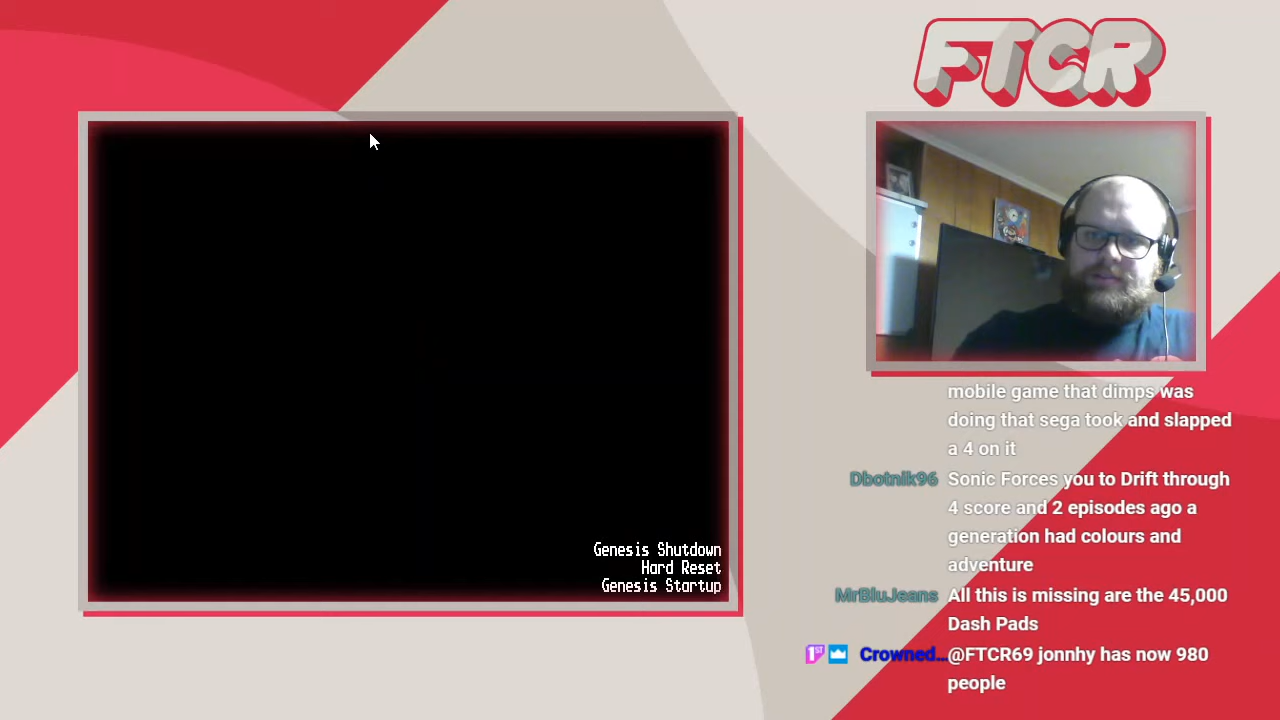 FTCR
Genesis Shutdown
Hard Reset
Genesis Startup
mobile game that dimps was
doing that sega took and slapped
a 4 on it
Dbotnik96 Sonic Forces you to Drift through
4 score and 2 episodes ago a
generation had colours and
adventure
MrBluJeans All this is missing are the 45,000
Dash Pads
1ST Crowned... @FTCR69 jonnhy has now 980
people